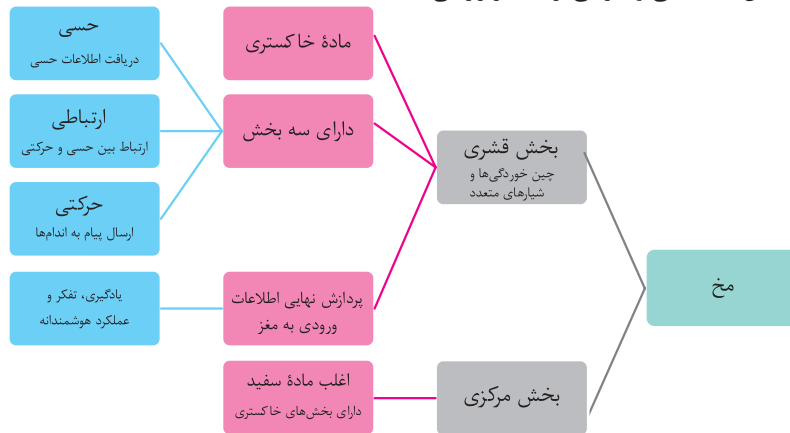 مخ
بخش قشری
چین خوردگی‌ها و
شیارهای متعدد
مادهٔ خاکستری
دارای سه بخش
حسی
دریافت اطلاعات حسی
ارتباطی
ارتباط بین حسی و حرکتی
حرکتی
ارسال پیام به اندام‌ها
پردازش نهایی اطلاعات
ورودی به مغز
یادگیری، تفکر و
عملکرد هوشمندانه
بخش مرکزی
اغلب مادهٔ سفید
دارای بخش‌های خاکستری